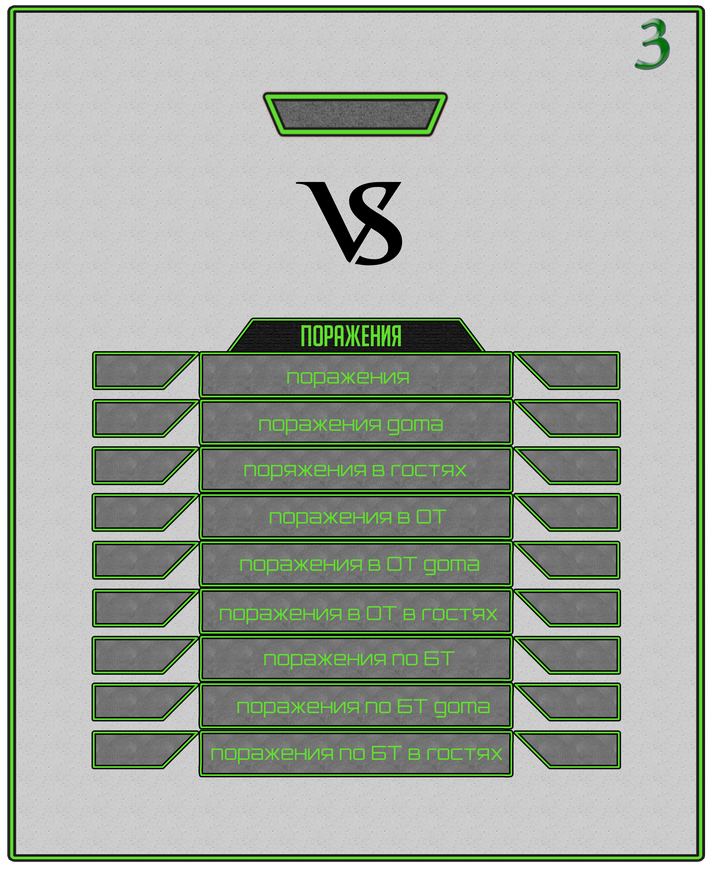 3
VS
ПОРАЖЕНИЯ
поражения
поражения дома
поряжения в гостях
поражения в ОТ
поражения в ОТ дома
поражения в ОТ в гостях
поражения по БТ
поражения по БТ дома
поражения по БТ в гостях